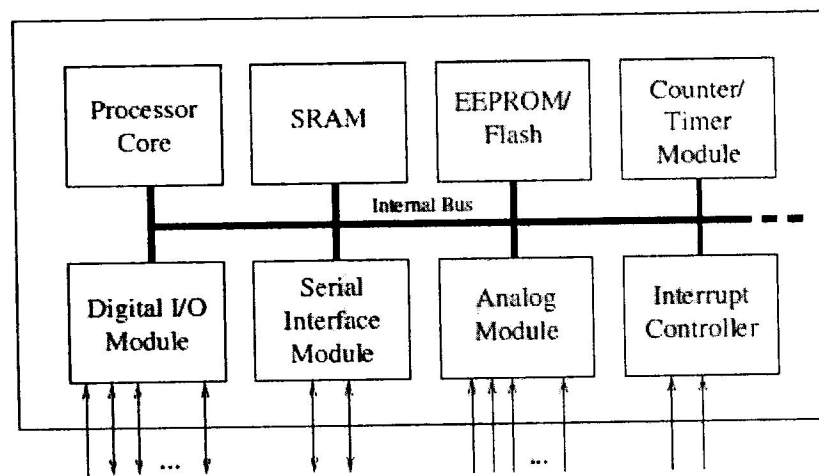 Processor
Core
SRAM
EEPROM/
Flash
Counter/
Timer
Module
Internal Bus
Digital I/O
Module
Serial
Interface
Module
Analog
Module
Interrupt
Controller
...
...